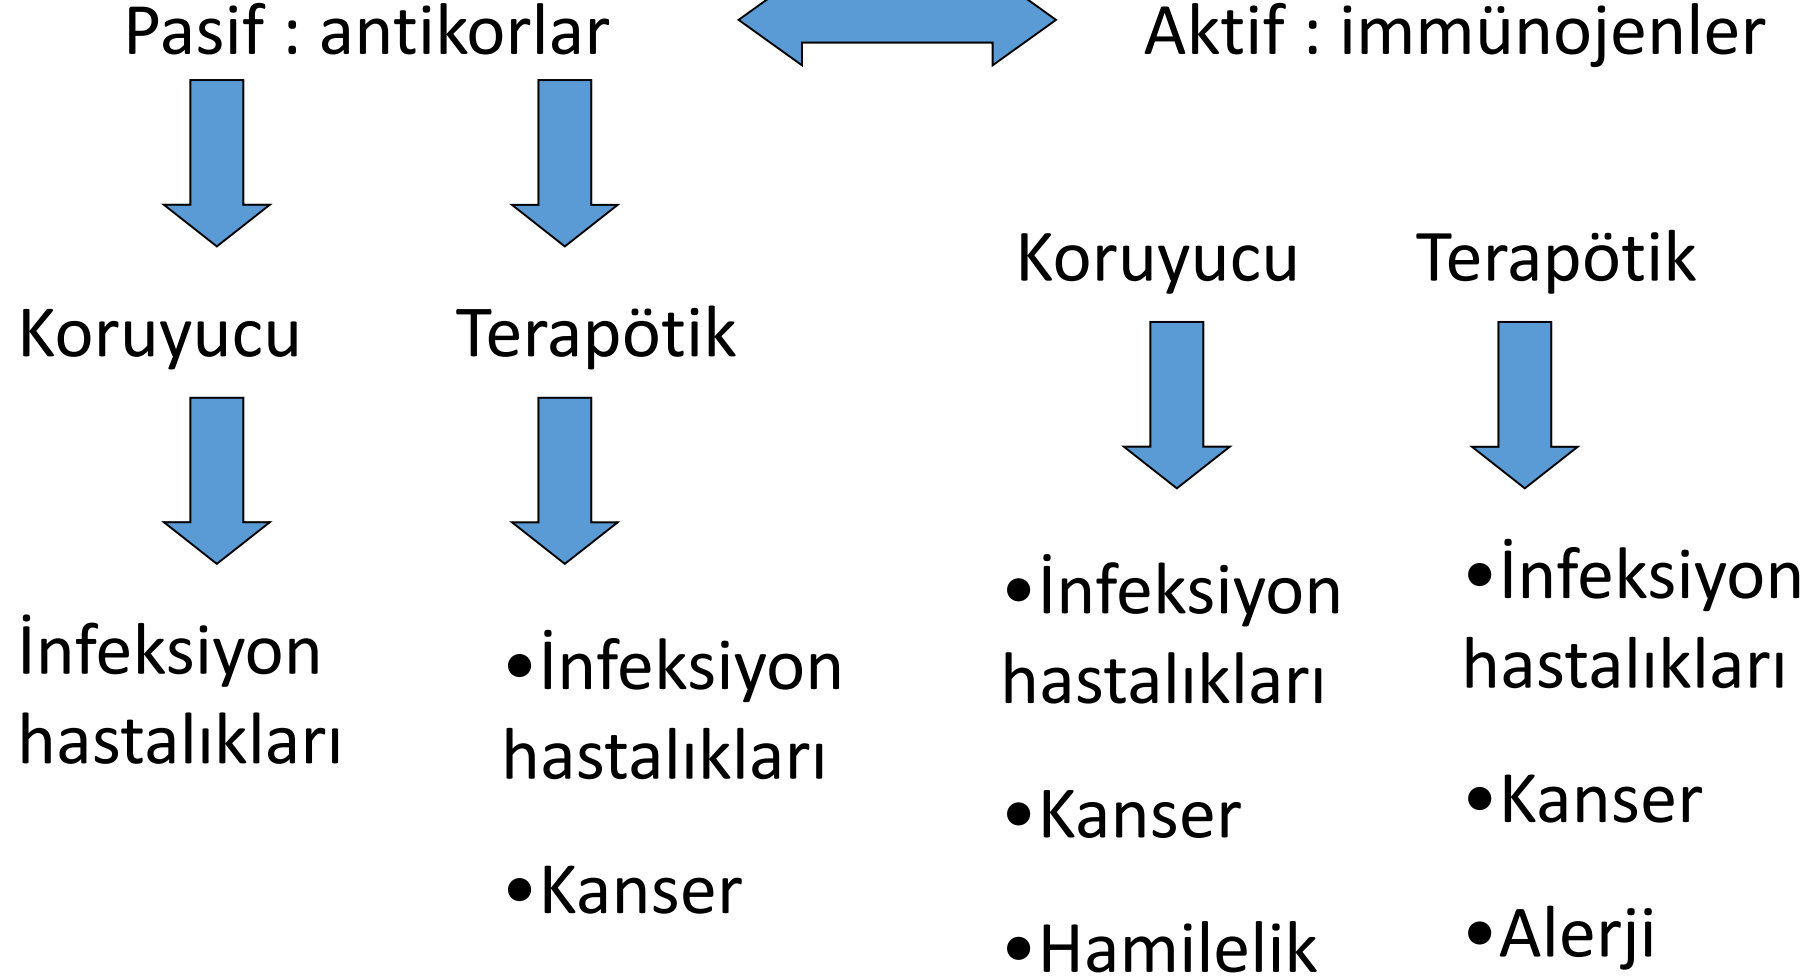 Pasif : antikorlar
Aktif : immünojenler
Koruyucu
Terapötik
İnfeksiyon
hastalıkları
•İnfeksiyon
hastalıkları
•Kanser
Koruyucu
Terapötik
•İnfeksiyon
hastalıkları
•Kanser
•Hamilelik
•İnfeksiyon
hastalıkları
•Kanser
•Alerji